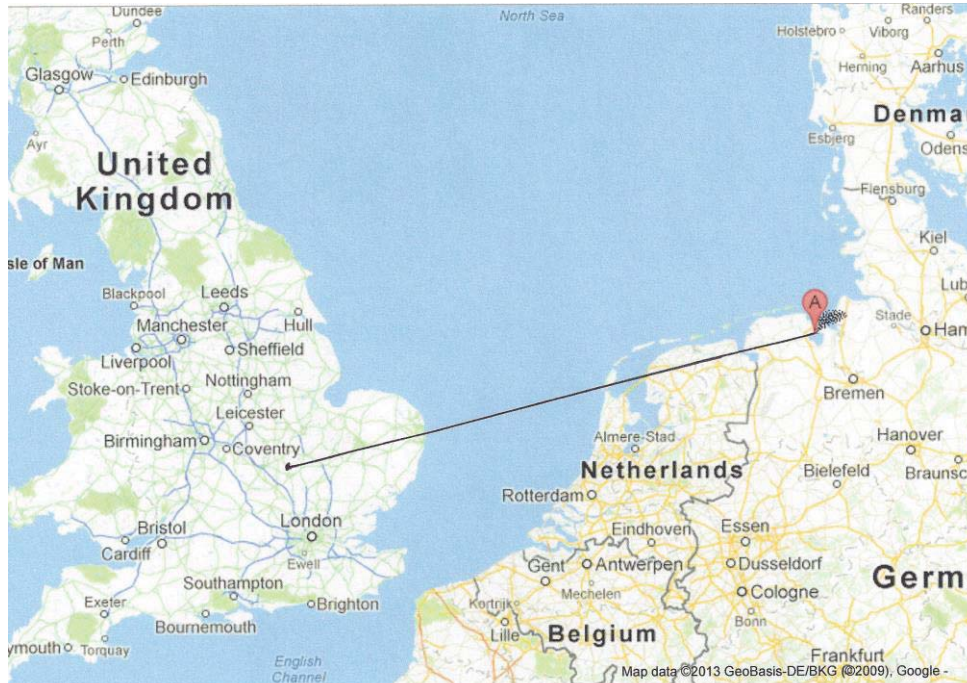 North Sea
Dundee
Perth
Glasgow
Edinburgh
Ayr
United
Kingdom
sle of Man
Blackpool
Leeds
Hull
Manchester
Liverpool
Sheffield
Stoke-on-Trent
Nottingham
Leicester
Birmingham
Coventry
Bristol
London
Cardiff
Ewell
Southampton
Brighton
Exeter
Bournemouth
ymouth
Torquay
English
Channel
Randers
Holstebro
Viborg
Herning
Aarhus
Denma
Esbjerg
Odens
Flensburg
Kiel
Lub
A
Stade
Ham
Bremen
Almere-Stad
Hanover
Netherlands
Bielefeld
Braunsc
Rotterdam
Eindhoven
Essen
Gent
Antwerpen
Dusseldorf
Germ
Mechelen
Cologne
Kortrijk
Bonn
Lille
Belgium
Frankfurt
Map data ©2013 GeoBasis-DE/BKG (©2009), Google -